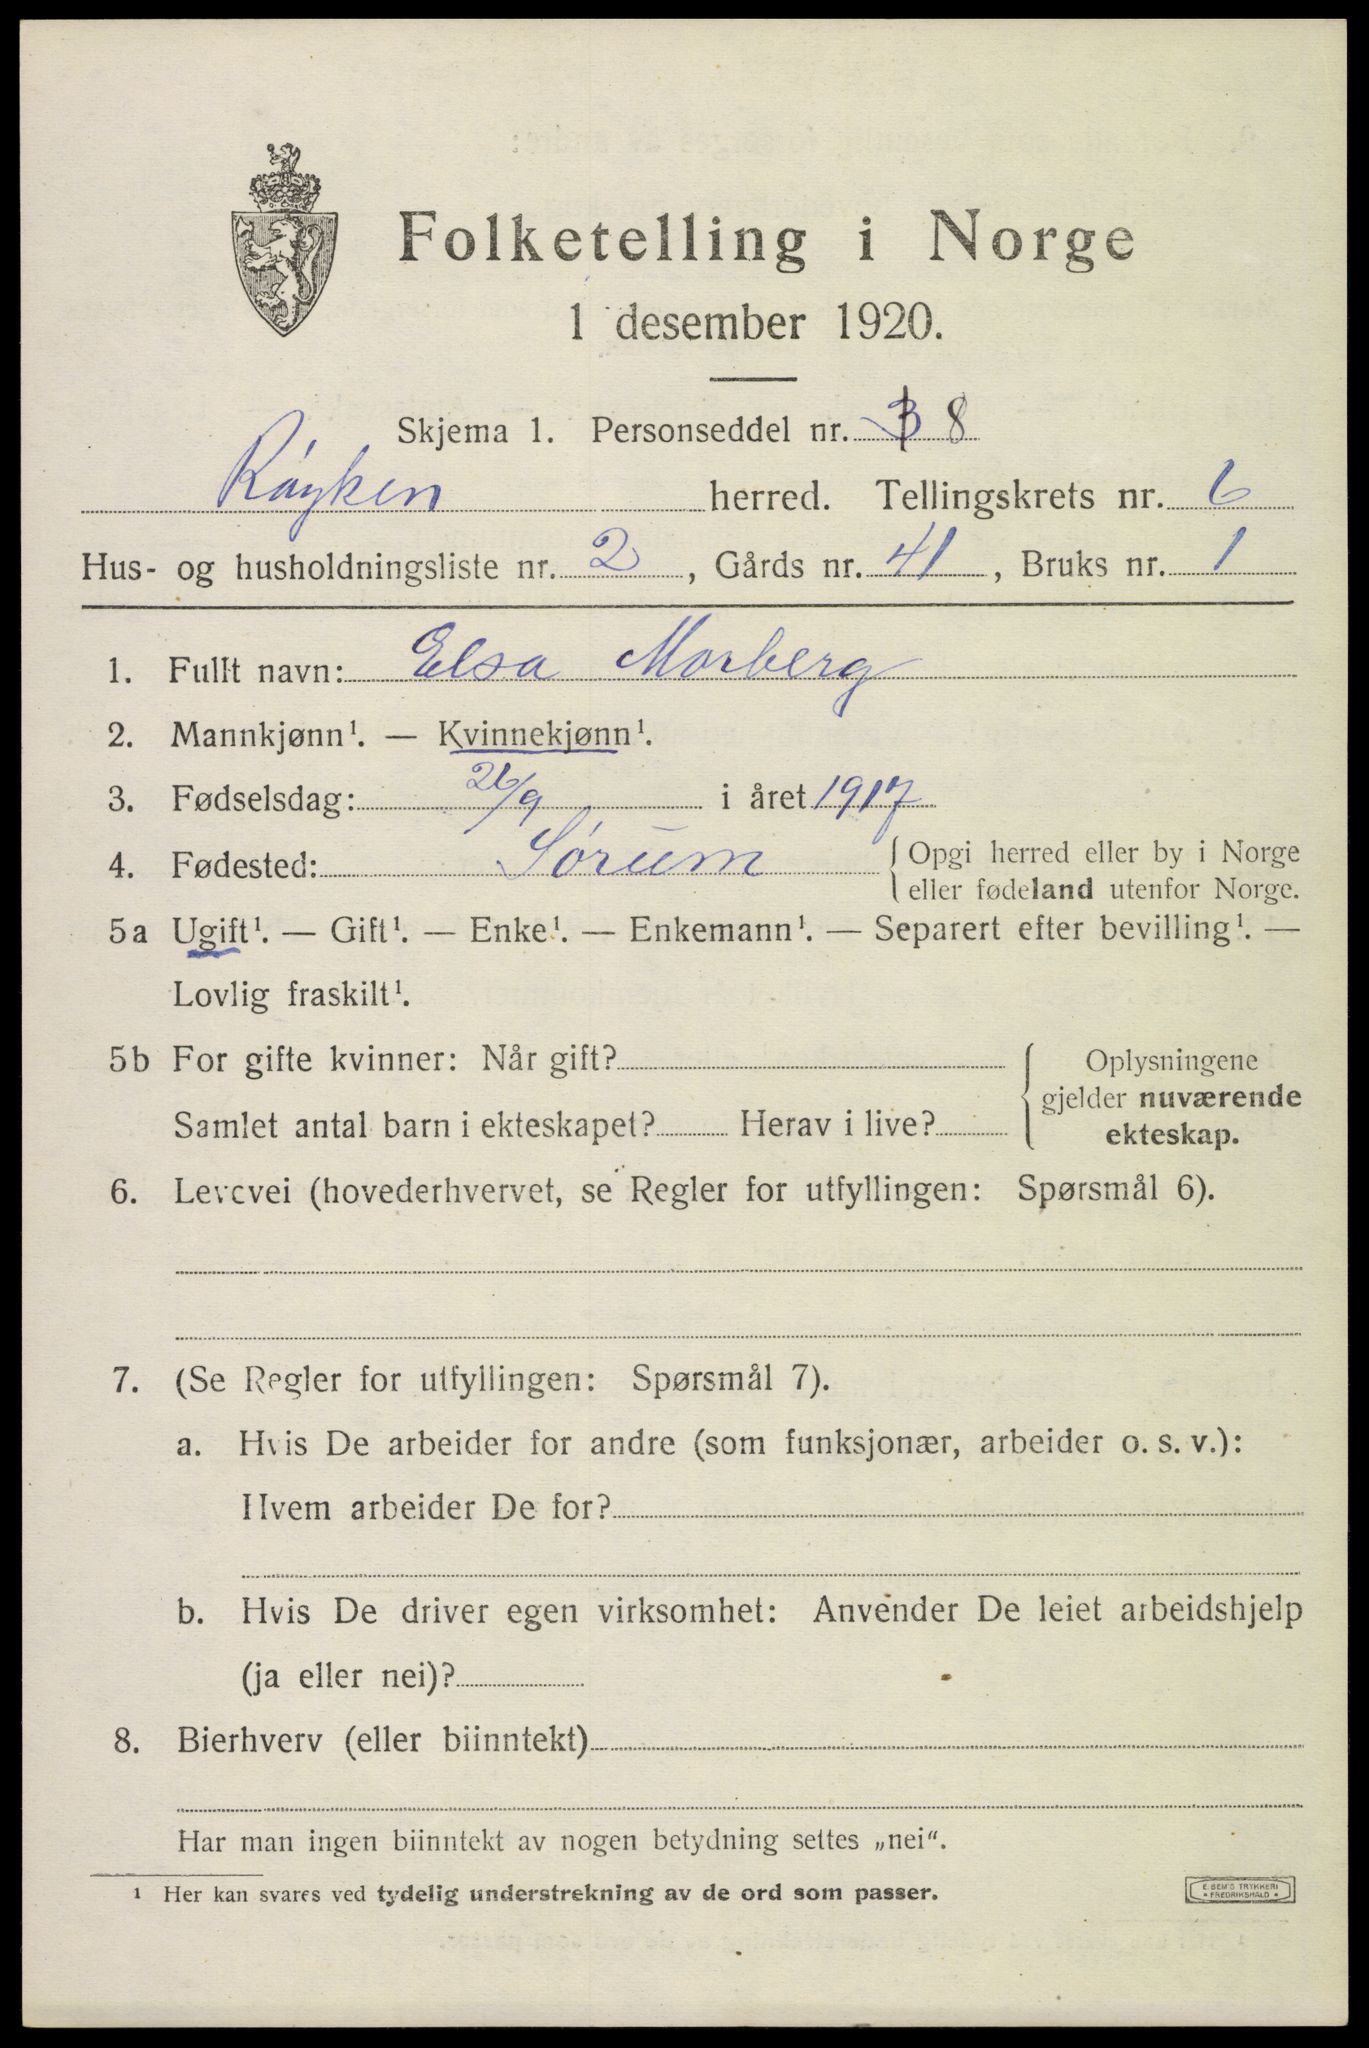 Folketelling i Norge
1 desember 1920.
Skjema 1. Personseddel nr. 3 8
Røyken herred. Tellingskrets nr. 6
Hus- og husholdningsliste nr. 2, Gårds nr. 41, Bruks nr. 1
1. Fullt navn: Elsa Morberg
2. Mannkjønn¹. — Kvinnekjønn¹.
3. Fødselsdag: 26/9 i året 1917
4. Fødested: Sørum { Opgi herred eller by i Norge
eller fødeland utenfor Norge.
5a Ugift¹. — Gift¹. — Enke¹. — Enkemann¹. — Separert efter bevilling¹. —
Lovlig fraskilt¹.
5b For gifte kvinner: Når gift? { Oplysningene
gjelder nuværende
Samlet antal barn i ekteskapet? Herav i live? ekteskap.
6. Levevei (hovederhvervet, se Regler for utfyllingen: Spørsmål 6).
7. (Se Regler for utfyllingen: Spørsmål 7).
a. Hvis De arbeider for andre (som funksjonær, arbeider o. s. v.):
Hvem arbeider De for?
b. Hvis De driver egen virksomhet: Anvender De leiet arbeidshjelp
(ja eller nei)?
8. Bierhverv (eller biinntekt)
Har man ingen biinntekt av nogen betydning settes „nei“.
¹ Her kan svares ved tydelig understrekning av de ord som passer.
E. SEM'S TRYKKERI
• FREDRIKSHALD •